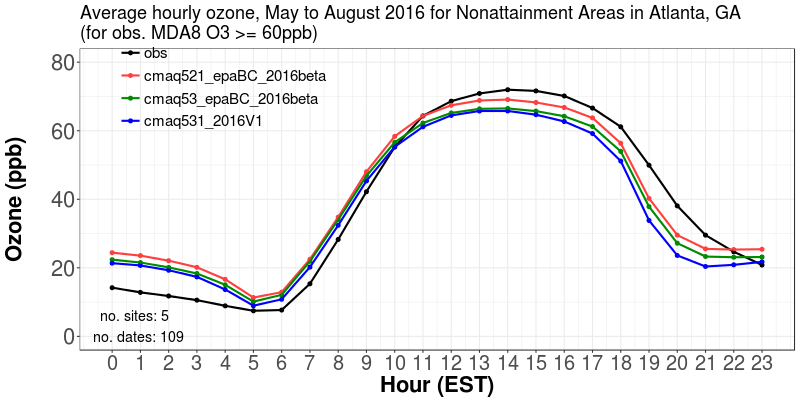 Average hourly ozone, May to August 2016 for Nonattainment Areas in Atlanta, GA
(for obs. MDA8 O3 >= 60ppb)
obs
cmaq521_epaBC_2016beta
cmaq53_epaBC_2016beta
cmaq531_2016V1
80
60
40
20
0
Ozone (ppb)
no. sites: 5
no. dates: 109
0 1 2 3 4 5 6 7 8 9 10 11 12 13 14 15 16 17 18 19 20 21 22 23
Hour (EST)